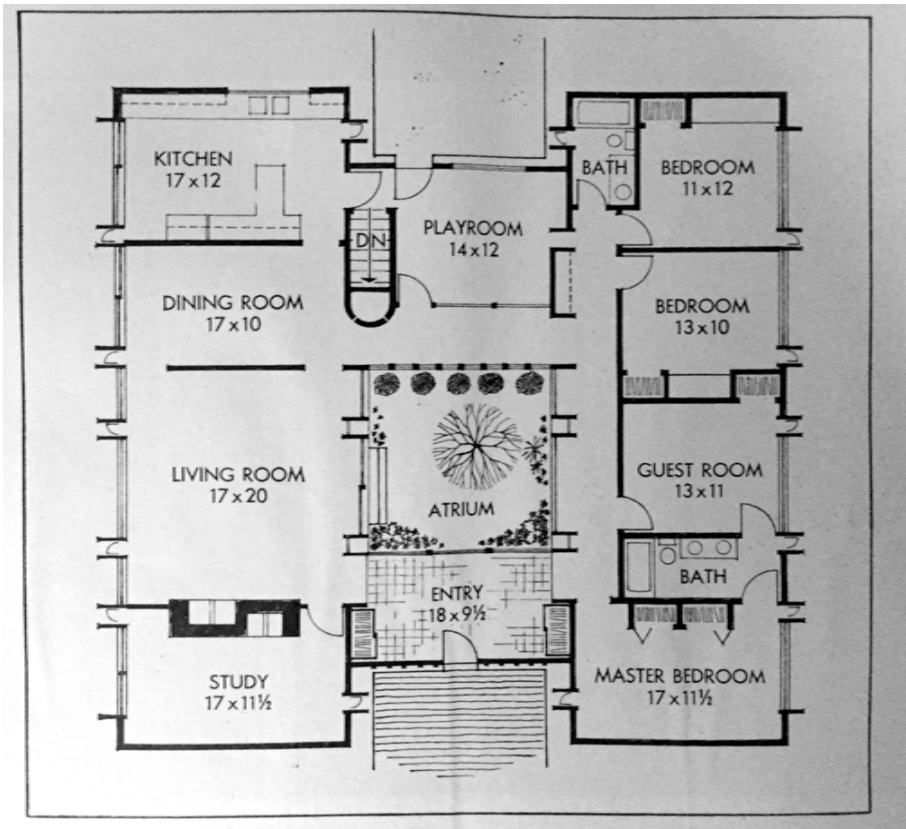 KITCHEN
17 x 12
BATH
BEDROOM
11 x 12
PLAYROOM
14 x 12
DN
DINING ROOM
17 x 10
BEDROOM
13 x 10
LIVING ROOM
17 x 20
ATRIUM
GUEST ROOM
13 x 11
BATH
ENTRY
18 x 9½
STUDY
17 x 11½
MASTER BEDROOM
17 x 11½